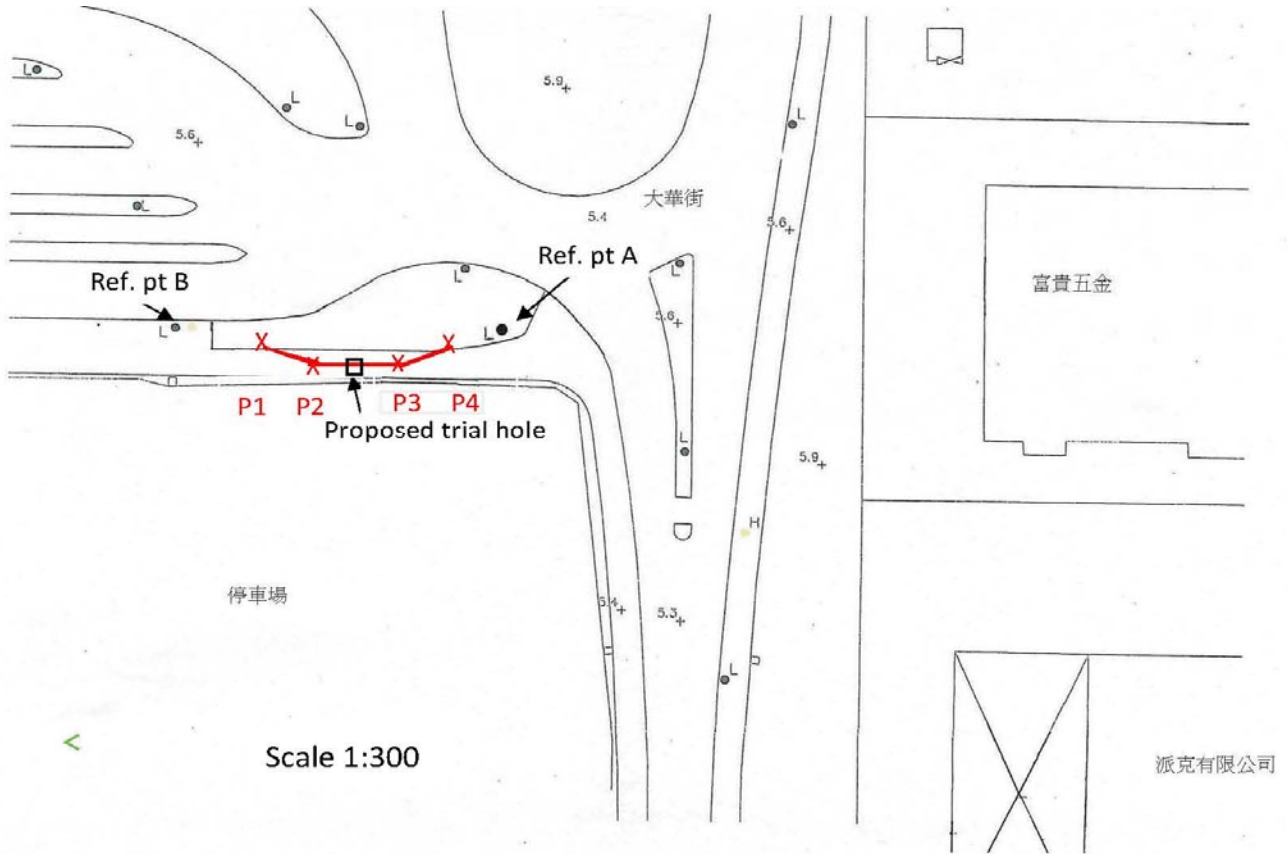 L
L
L
5.9
L
5.6
L
大華街
5.4
5.6
Ref. pt A
Ref. pt B
L
L
富貴五金
5.6
L
L
P1 P2 P3 P4
Proposed trial hole
L
5.9
H
停車場
5.4
5.3
L
Scale 1:300
派克有限公司